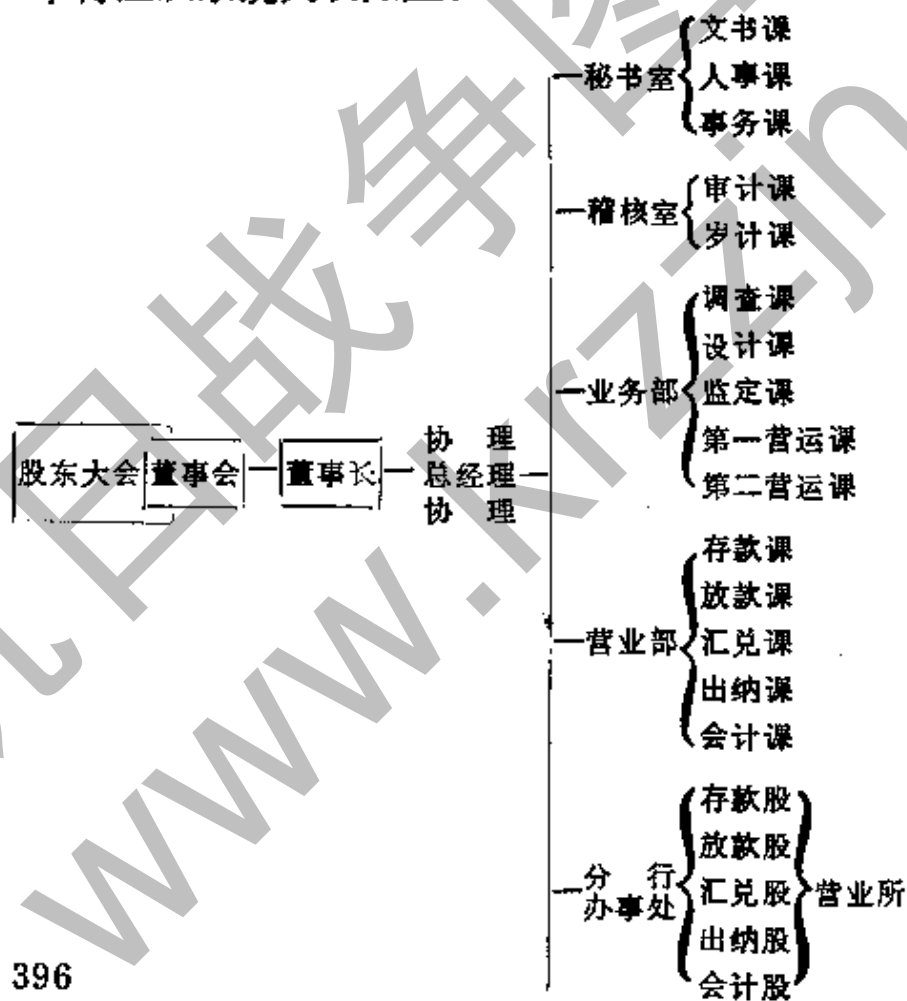 文书课
秘书室 人事课
事务课
审计课
稽核室
岁计课
调查课
设计课
业务部 监定课
第一营运课
第二营运课
股东大会 董事会 董事长
协 理
总经理
协 理
存款课
放款课
营业部 汇兑课
出纳课
会计课
存款股
放款股
分 行
办事处
汇兑股 营业所
出纳股
会计股
396
www.krzzjn
日战争